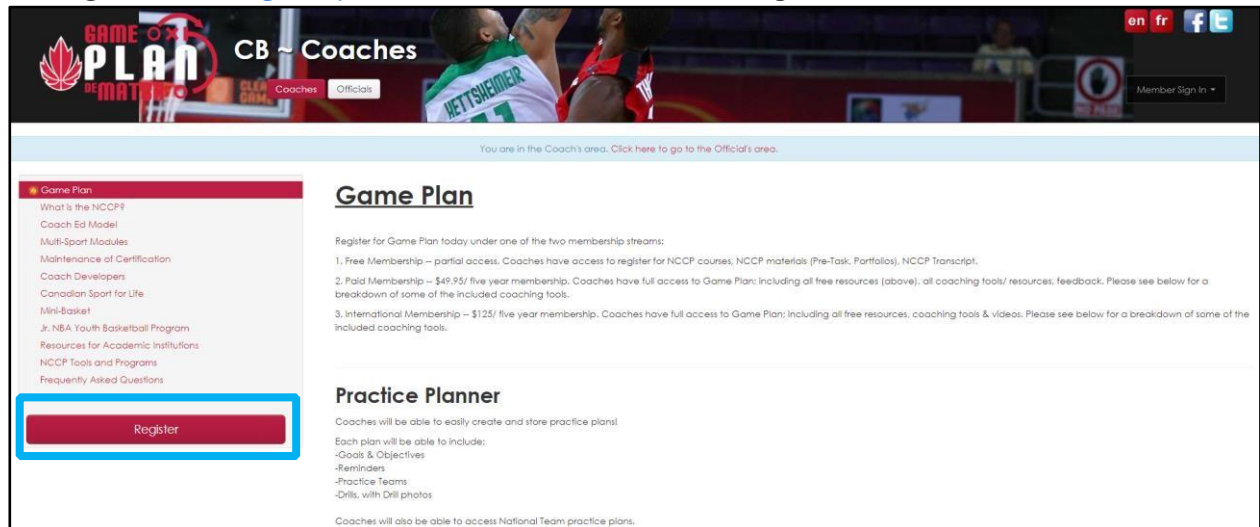 GAME
PLAN
DE MATCH
CB ~ Coaches
Coaches
Officials
HETTSHEIMEIR
11
en
fr
Member Sign In
You are in the Coach's area. Click here to go to the Official's area.
Game Plan
What is the NCCP?
Coach Ed Model
Multi-Sport Modules
Maintenance of Certification
Coach Developers
Canadian Sport for Life
Mini-Basket
Jr. NBA Youth Basketball Program
Resources for Academic Institutions
NCCP Tools and Programs
Frequently Asked Questions
Register
Game Plan
Register for Game Plan today under one of the two membership streams:
1. Free Membership -- partial access. Coaches have access to register for NCCP courses, NCCP materials (Pre-Task, Portfolios), NCCP Transcript.
2. Paid Membership -- $49.95/ five year membership. Coaches have full access to Game Plan; including all free resources (above), all coaching tools/ resources, feedback. Please see below for a
breakdown of some of the included coaching tools.
3. International Membership -- $125/ five year membership. Coaches have full access to Game Plan; including all free resources, coaching tools & videos. Please see below for a breakdown of some of the
included coaching tools.
Practice Planner
Coaches will be able to easily create and store practice plans!
Each plan will be able to include:
-Goals & Objectives
-Reminders
-Practice Teams
-Drills, with Drill photos
Coaches will also be able to access National Team practice plans.